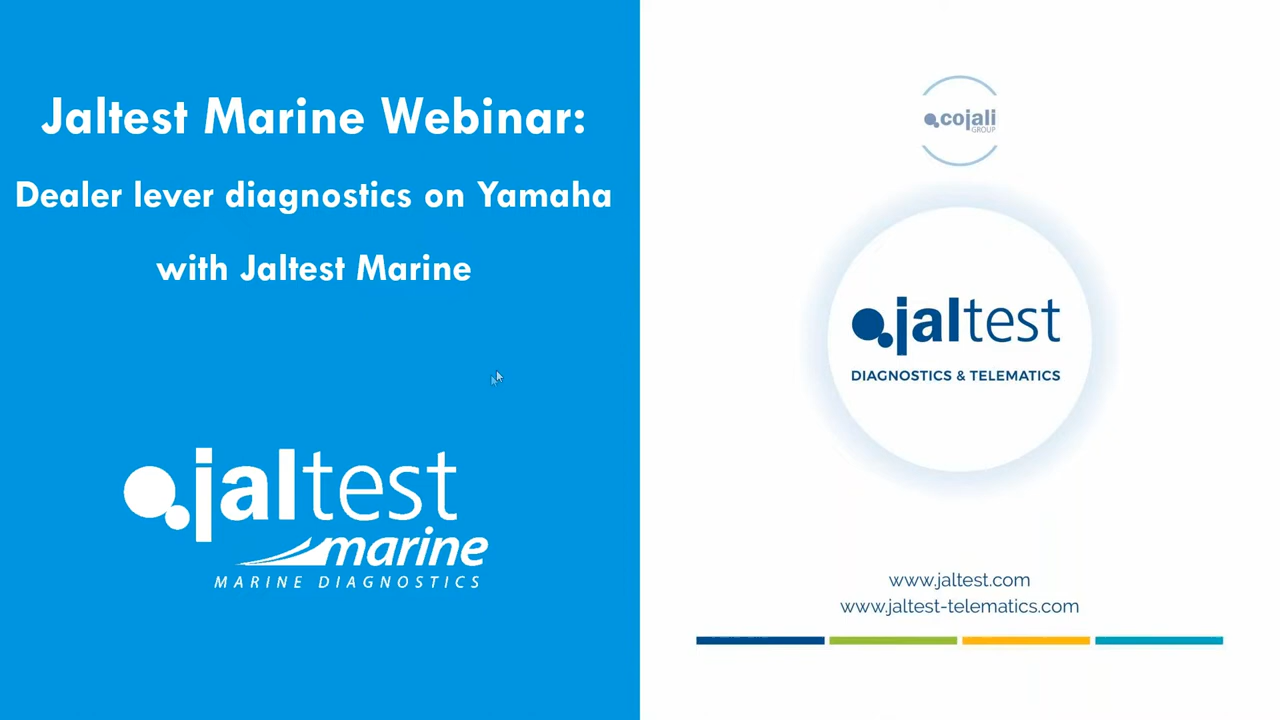 Jaltest Marine Webinar:
Dealer lever diagnostics on Yamaha
with Jaltest Marine
jaltest
marine
MARINE DIAGNOSTICS
cojali
GROUP
jaltest
DIAGNOSTICS & TELEMATICS
www.jaltest.com
www.jaltest-telematics.com